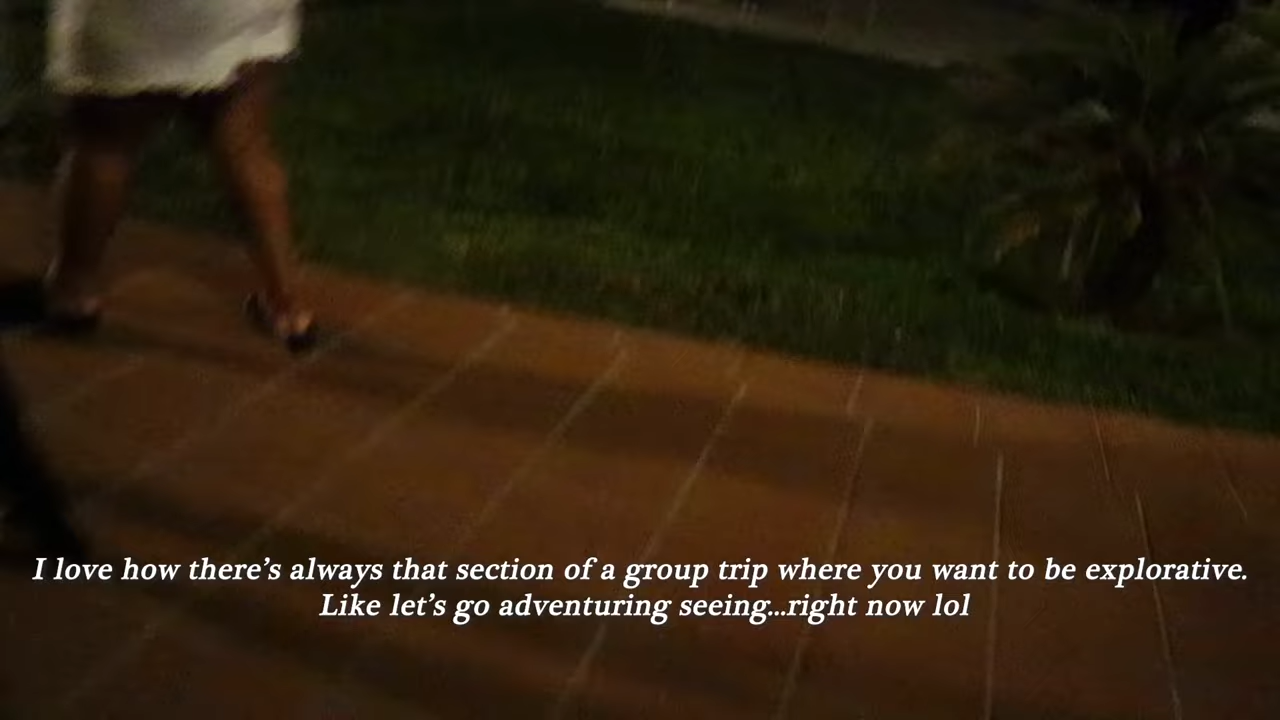 I love how there's always that section of a group trip where you want to be explorative.
Like let's go adventuring seeing...right now lol